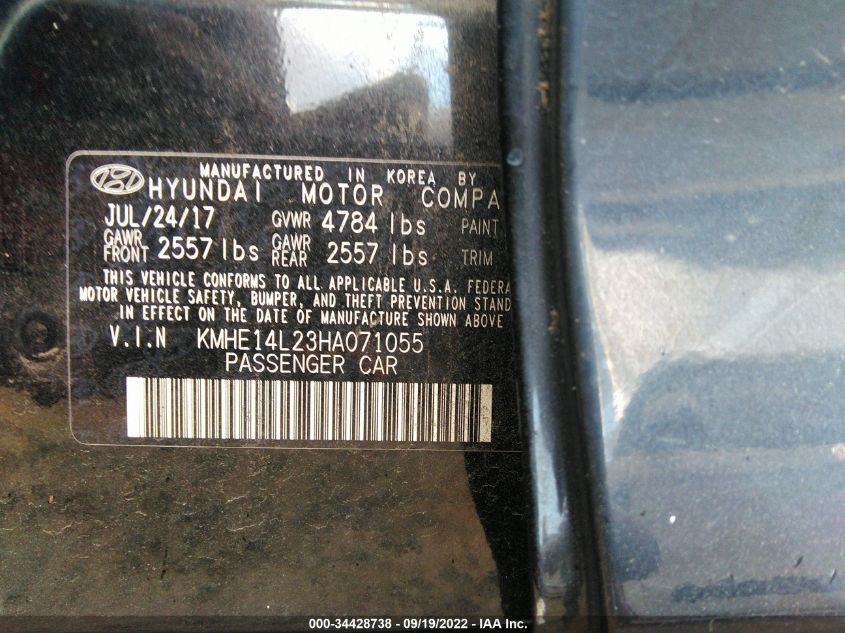 MANUFACTURED IN KOREA BY
HYUNDAI MOTOR COMPA
JUL/24/17 GVWR 4784 lbs PAINT
GAWR FRONT 2557 lbs GAWR REAR 2557 lbs TRIM
THIS VEHICLE CONFORMS TO ALL APPLICABLE U.S.A. FEDERA
MOTOR VEHICLE SAFETY, BUMPER, AND THEFT PREVENTION STAND
IN EFFECT ON THE DATE OF MANUFACTURE SHOWN ABOVE
V.I.N KMHE14L23HA071055
PASSENGER CAR
000-34428738 - 09/19/2022 - IAA Inc.